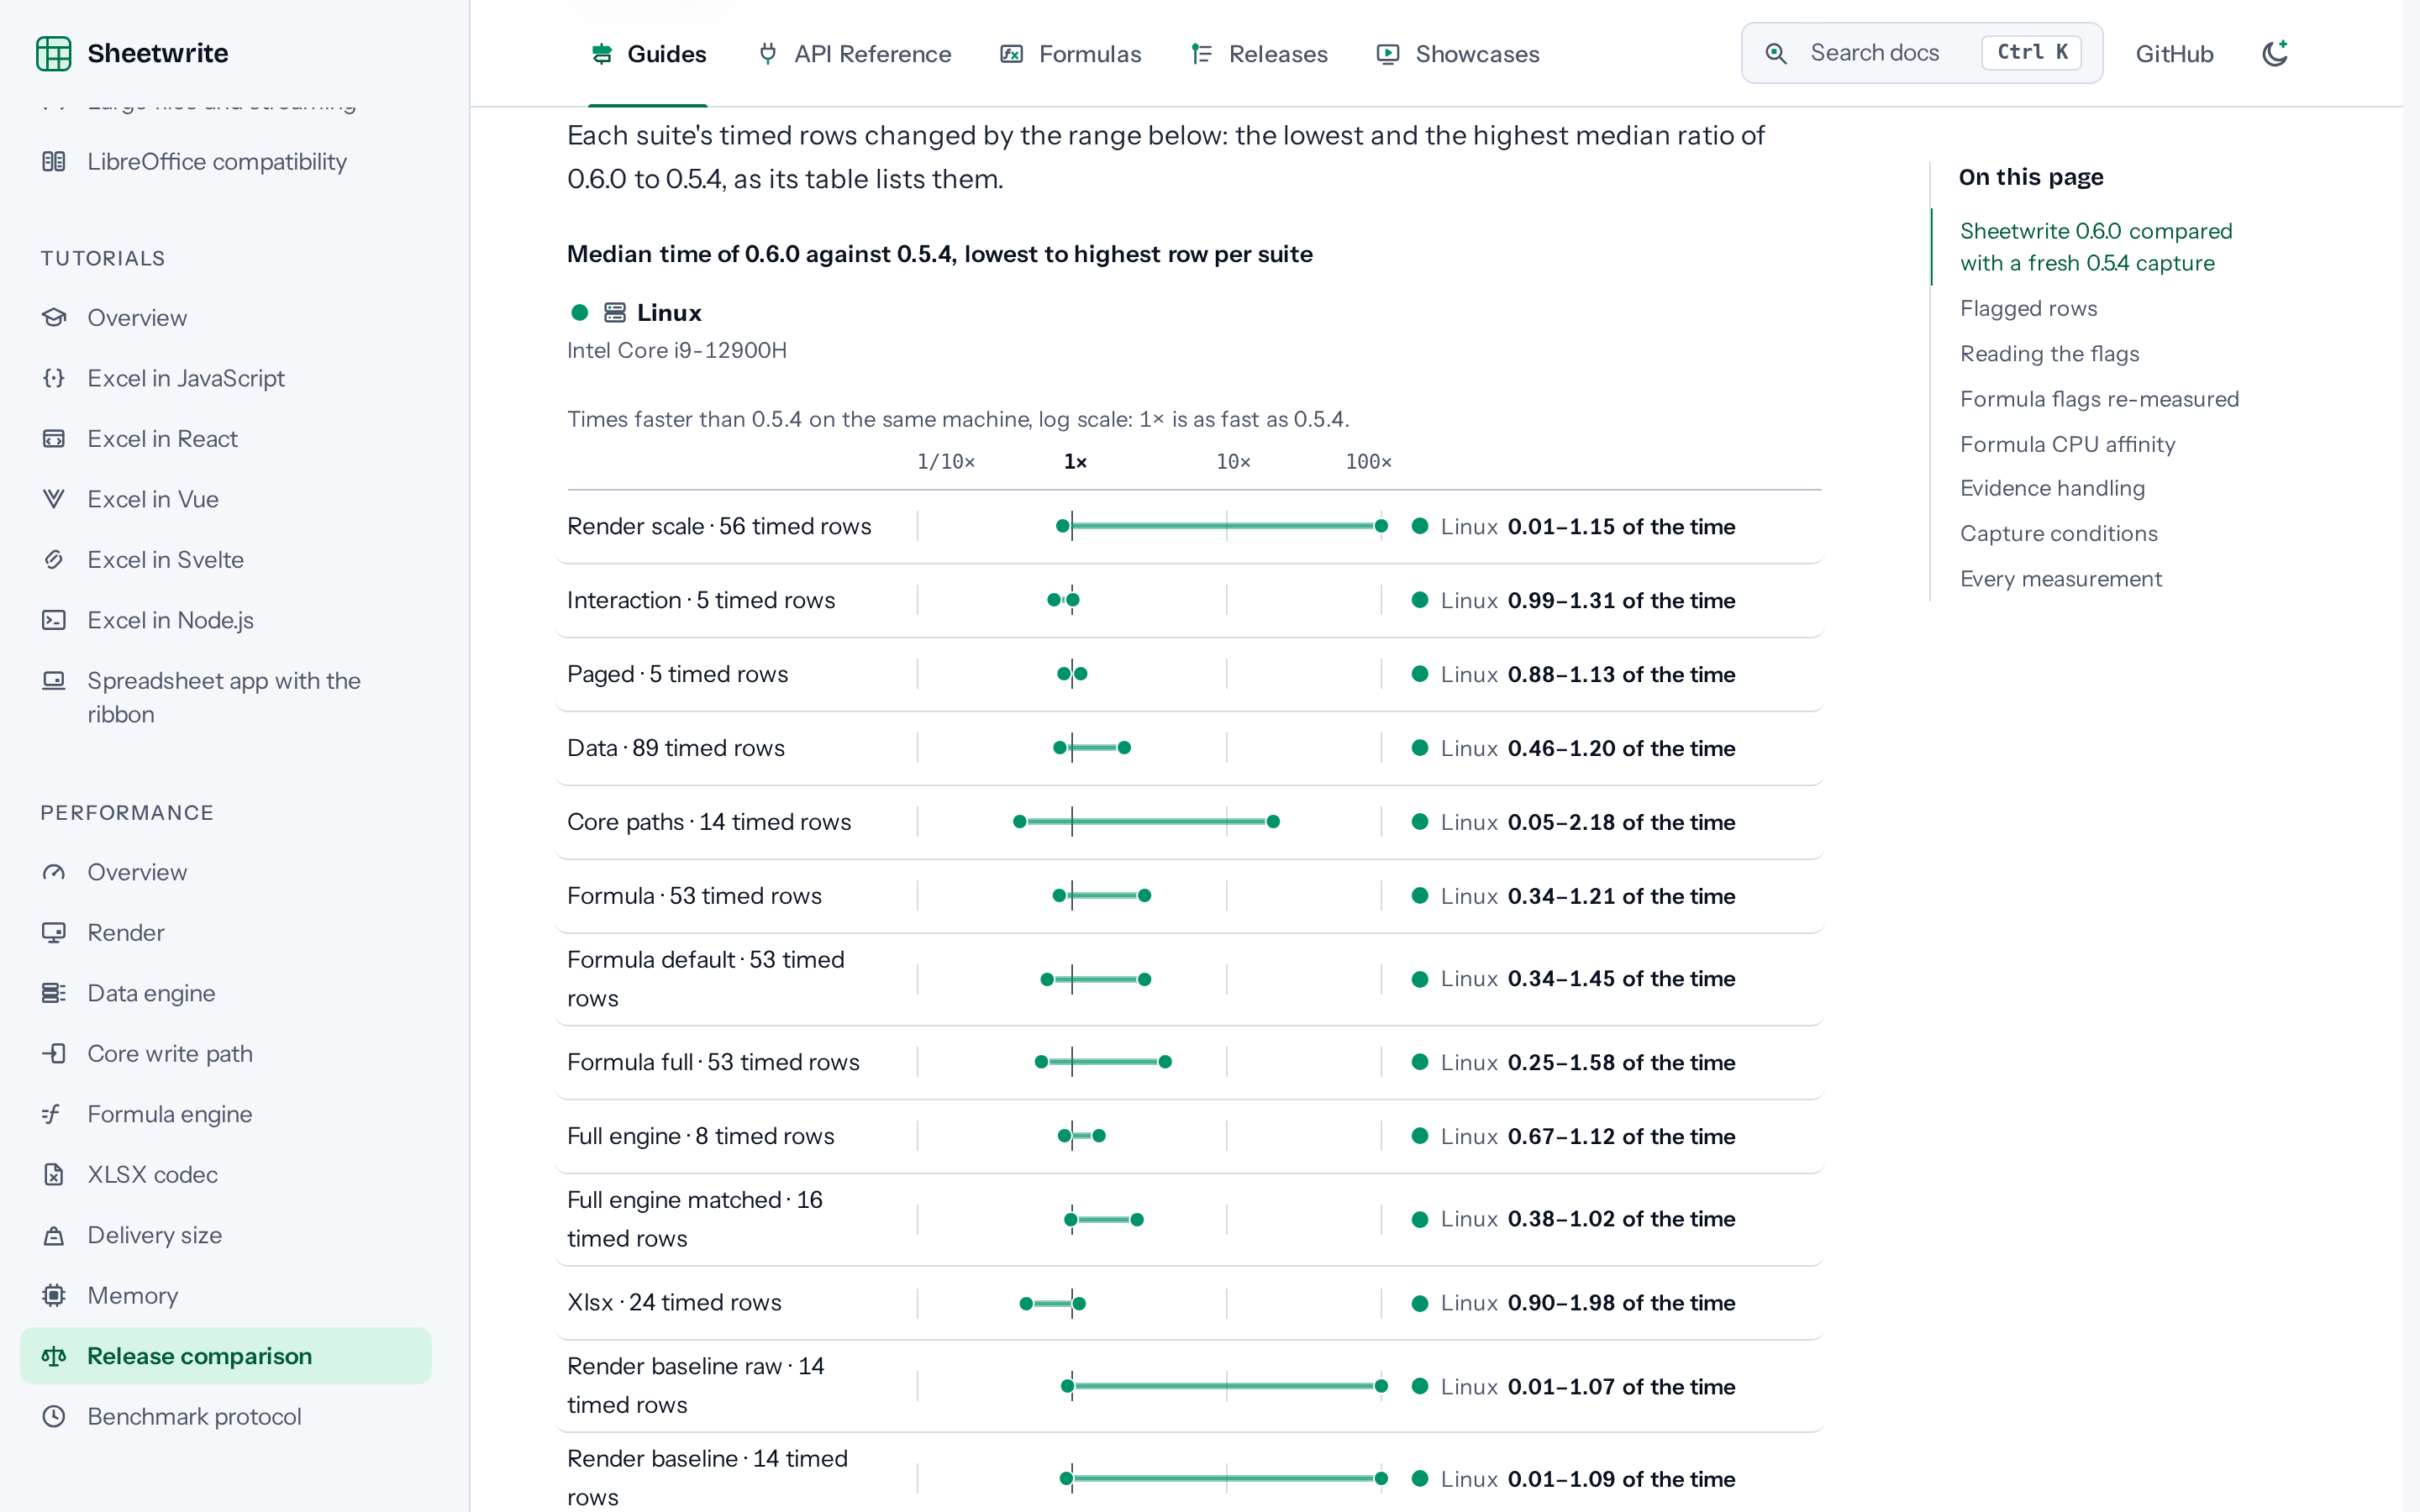 Sheetwrite
Guides
API Reference
Formulas
Releases
Showcases
Search docs
Ctrl K
GitHub
Large files and streaming
LibreOffice compatibility
TUTORIALS
Overview
Excel in JavaScript
Excel in React
Excel in Vue
Excel in Svelte
Excel in Node.js
Spreadsheet app with the
ribbon
PERFORMANCE
Overview
Render
Data engine
Core write path
Formula engine
XLSX codec
Delivery size
Memory
Release comparison
Benchmark protocol
Each suite's timed rows changed by the range below: the lowest and the highest median ratio of
0.6.0 to 0.5.4, as its table lists them.
Median time of 0.6.0 against 0.5.4, lowest to highest row per suite
Linux
Intel Core i9-12900H
Times faster than 0.5.4 on the same machine, log scale: 1× is as fast as 0.5.4.
1/10× 1× 10× 100×
Render scale · 56 timed rows Linux 0.01–1.15 of the time
Interaction · 5 timed rows Linux 0.99–1.31 of the time
Paged · 5 timed rows Linux 0.88–1.13 of the time
Data · 89 timed rows Linux 0.46–1.20 of the time
Core paths · 14 timed rows Linux 0.05–2.18 of the time
Formula · 53 timed rows Linux 0.34–1.21 of the time
Formula default · 53 timed
rows
Linux 0.34–1.45 of the time
Formula full · 53 timed rows Linux 0.25–1.58 of the time
Full engine · 8 timed rows Linux 0.67–1.12 of the time
Full engine matched · 16
timed rows
Linux 0.38–1.02 of the time
Xlsx · 24 timed rows Linux 0.90–1.98 of the time
Render baseline raw · 14
timed rows
Linux 0.01–1.07 of the time
Render baseline · 14 timed
rows
Linux 0.01–1.09 of the time
On this page
Sheetwrite 0.6.0 compared
with a fresh 0.5.4 capture
Flagged rows
Reading the flags
Formula flags re-measured
Formula CPU affinity
Evidence handling
Capture conditions
Every measurement